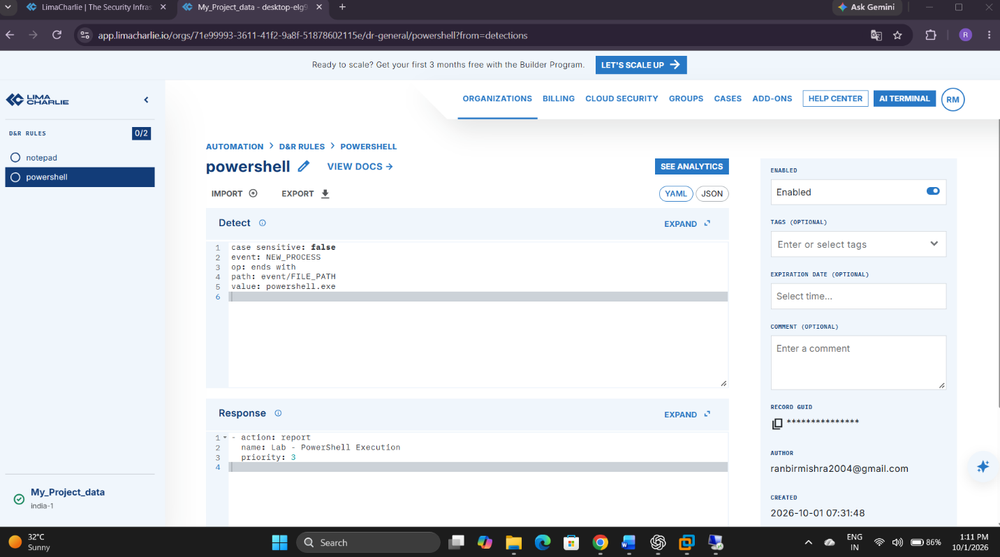 LimaCharlie | The Security Infras
My_Project_data - desktop-elg9
Ask Gemini
app.limacharlie.io/orgs/71e99993-3611-41f2-9a8f-51878602115e/dr-general/powershell?from=detections
R
Ready to scale? Get your first 3 months free with the Builder Program.
LET'S SCALE UP
LIMA
CHARLIE
ORGANIZATIONS
BILLING
CLOUD SECURITY
GROUPS
CASES
ADD-ONS
HELP CENTER
AI TERMINAL
RM
D&R RULES
0/2
notepad
powershell
AUTOMATION > D&R RULES > POWERSHELL
powershell
VIEW DOCS
SEE ANALYTICS
IMPORT
EXPORT
YAML
JSON
Detect
EXPAND
1 case sensitive: false
2 event: NEW_PROCESS
3 op: ends with
4 path: event/FILE_PATH
5 value: powershell.exe
6
Response
EXPAND
1 - action: report
2 name: Lab - PowerShell Execution
3 priority: 3
4
ENABLED
Enabled
TAGS (OPTIONAL)
Enter or select tags
EXPIRATION DATE (OPTIONAL)
Select time...
COMMENT (OPTIONAL)
Enter a comment
RECORD GUID
***************
AUTHOR
ranbirmishra2004@gmail.com
CREATED
2026-10-01 07:31:48
My_Project_data
india-1
32°C
Sunny
Search
ENG
IN
86%
1:11 PM
10/1/2026